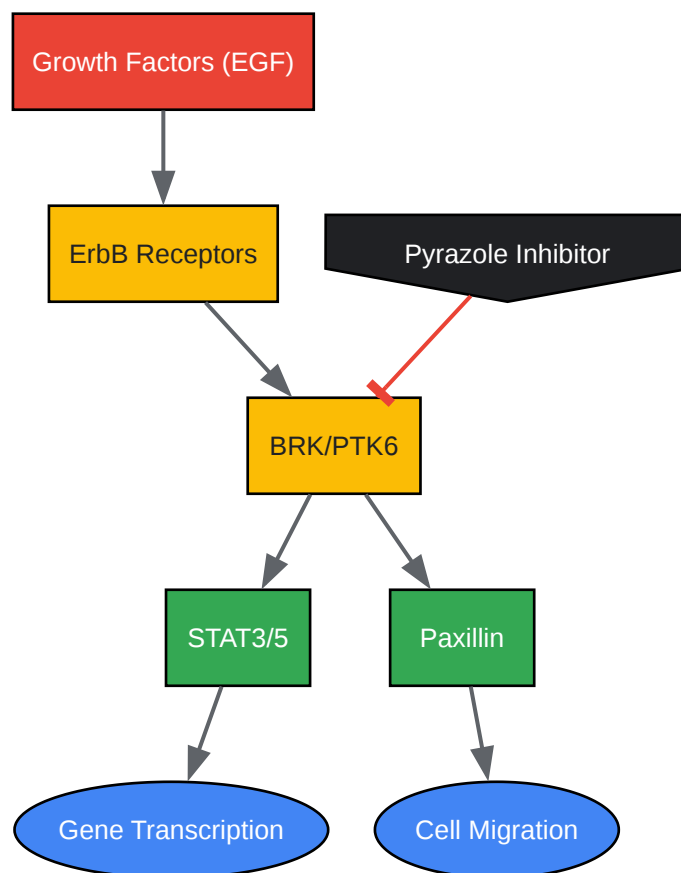 Growth Factors (EGF)
ErbB Receptors
Pyrazole Inhibitor
BRK/PTK6
STAT3/5
Paxillin
Gene Transcription
Cell Migration